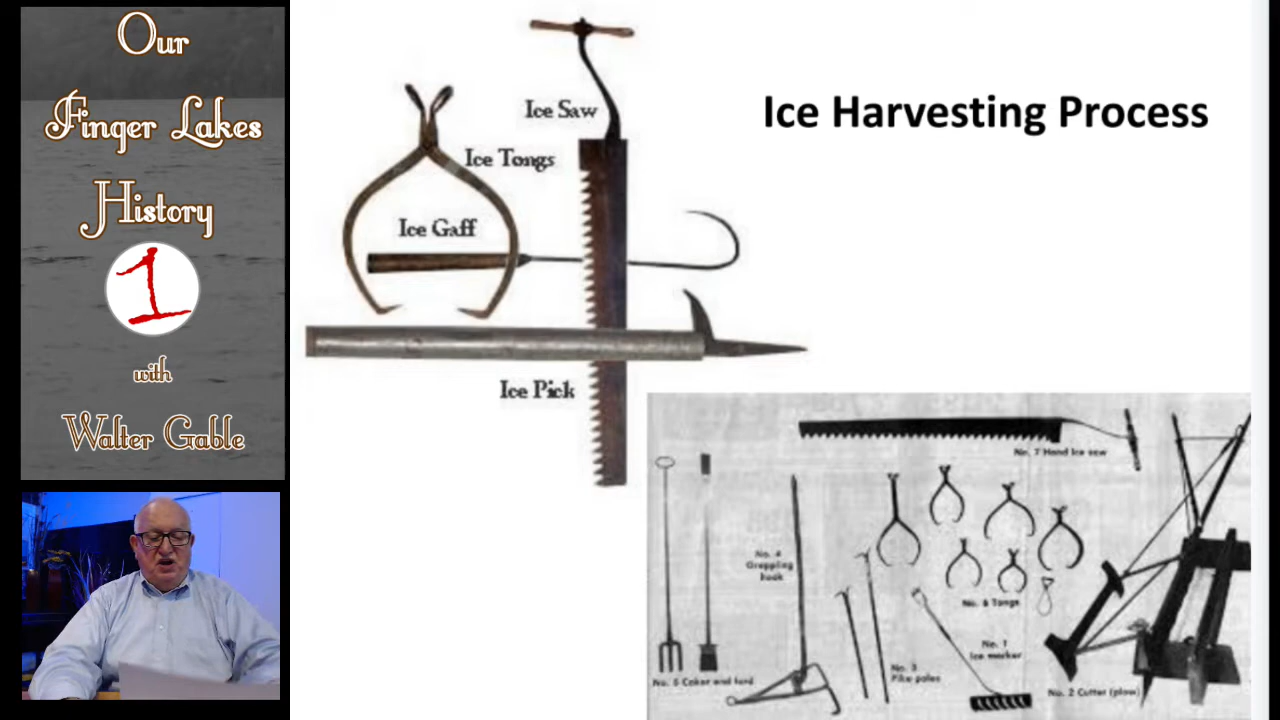 Our
Finger Lakes
History
1
with
Walter Gable
Ice Harvesting Process
Ice Saw
Ice Tongs
Ice Gaff
Ice Pick
No. 7 Hand Ice saw
No. 4
Grappling
hook
No. 6 Tongs
No. 1
Ice marker
No. 3
Pike poles
No. 5 Caker and ford
No. 2 Cutter (plow)